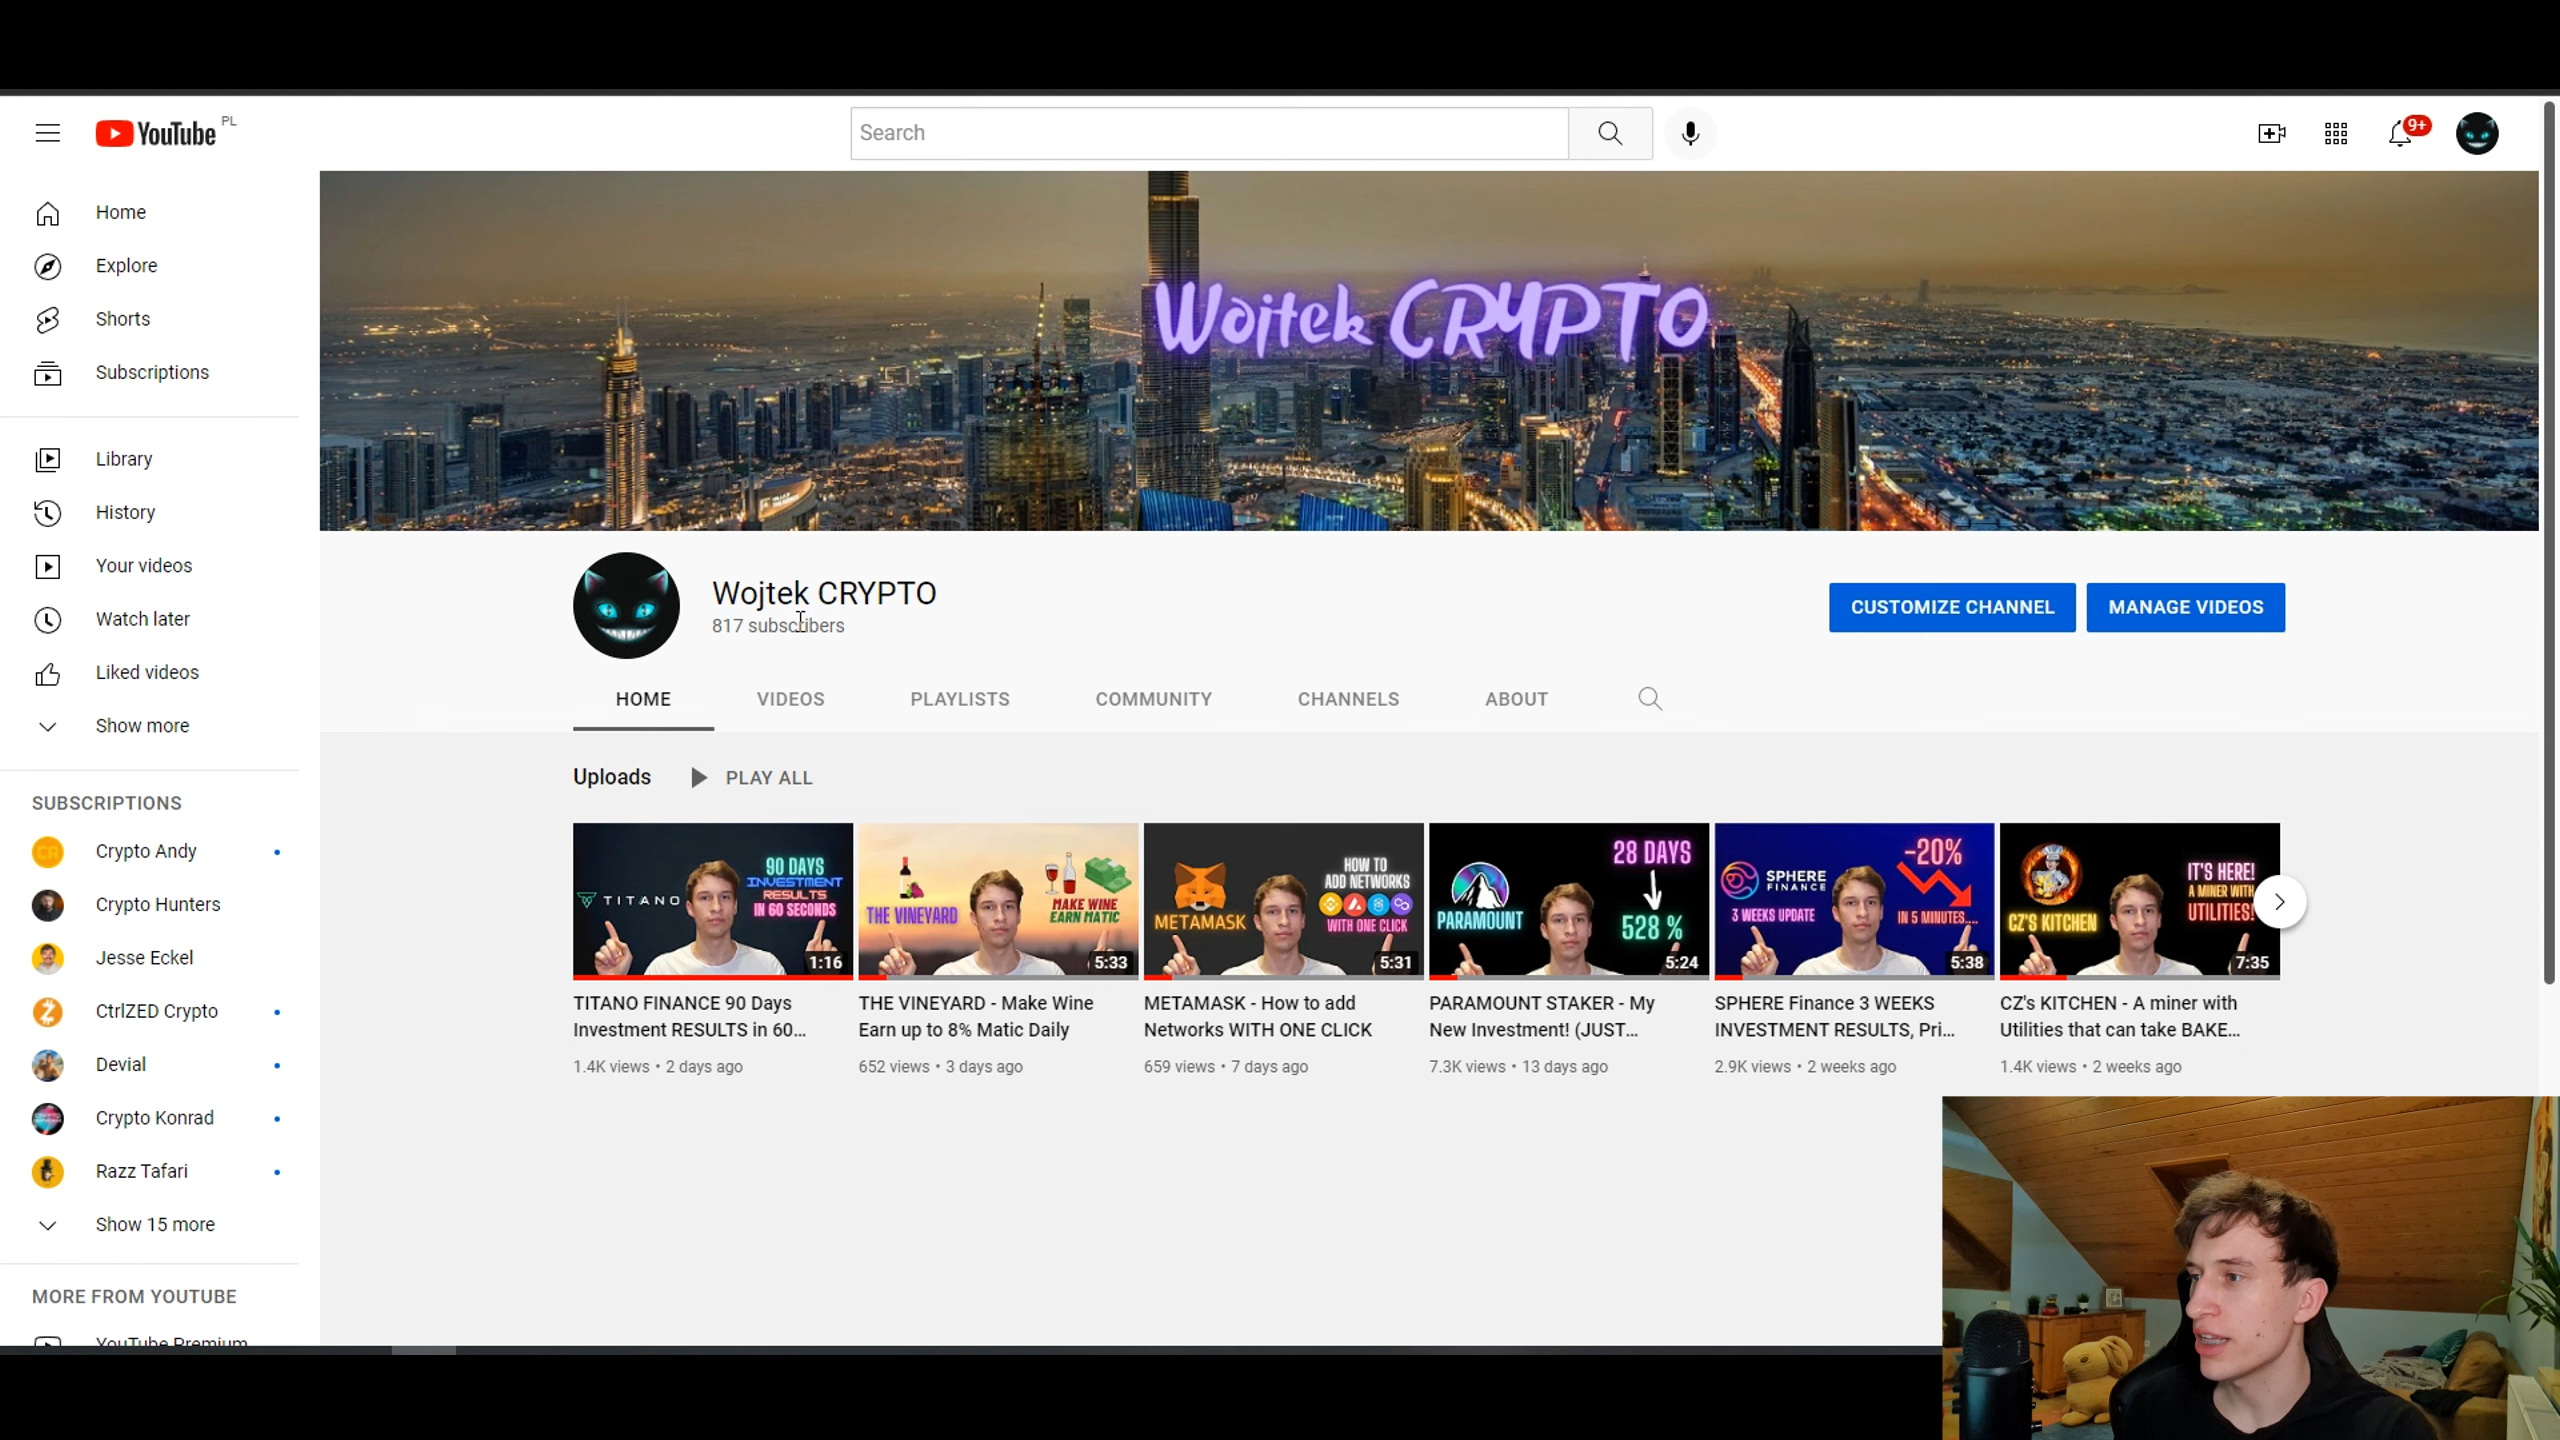 YouTube PL
Search
9+
Home
Explore
Shorts
Subscriptions
Library
History
Your videos
Watch later
Liked videos
Show more
SUBSCRIPTIONS
Crypto Andy
Crypto Hunters
Jesse Eckel
CtrlZED Crypto
Devial
Crypto Konrad
Razz Tafari
Show 15 more
MORE FROM YOUTUBE
YouTube Premium
Wojtek CRYPTO
Wojtek CRYPTO
817 subscribers
CUSTOMIZE CHANNEL
MANAGE VIDEOS
HOME
VIDEOS
PLAYLISTS
COMMUNITY
CHANNELS
ABOUT
Uploads
PLAY ALL
TITANO
90 DAYS
INVESTMENT
RESULTS
IN 60 SECONDS
1:16
TITANO FINANCE 90 Days
Investment RESULTS in 60...
1.4K views • 2 days ago
THE VINEYARD
MAKE WINE
EARN MATIC
5:33
THE VINEYARD - Make Wine
Earn up to 8% Matic Daily
652 views • 3 days ago
METAMASK
HOW TO
ADD NETWORKS
WITH ONE CLICK
5:31
METAMASK - How to add
Networks WITH ONE CLICK
659 views • 7 days ago
PARAMOUNT
28 DAYS
528 %
5:24
PARAMOUNT STAKER - My
New Investment! (JUST...
7.3K views • 13 days ago
SPHERE
FINANCE
3 WEEKS UPDATE
-20%
IN 5 MINUTES....
5:38
SPHERE Finance 3 WEEKS
INVESTMENT RESULTS, Pri...
2.9K views • 2 weeks ago
CZ'S KITCHEN
IT'S HERE!
A MINER WITH
UTILITIES!
7:35
CZ's KITCHEN - A miner with
Utilities that can take BAKE...
1.4K views • 2 weeks ago